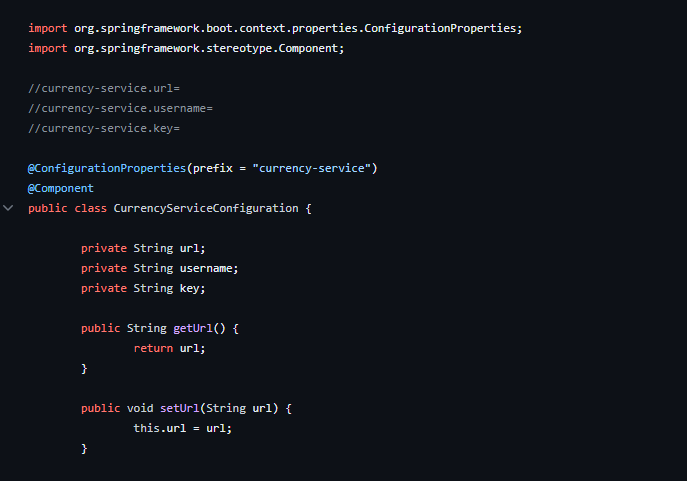 import org.springframework.boot.context.properties.ConfigurationProperties;
import org.springframework.stereotype.Component;
//currency-service.url=
//currency-service.username=
//currency-service.key=
@ConfigurationProperties(prefix = "currency-service")
@Component
public class CurrencyServiceConfiguration {
private String url;
private String username;
private String key;
public String getUrl() {
return url;
}
public void setUrl(String url) {
this.url = url;
}